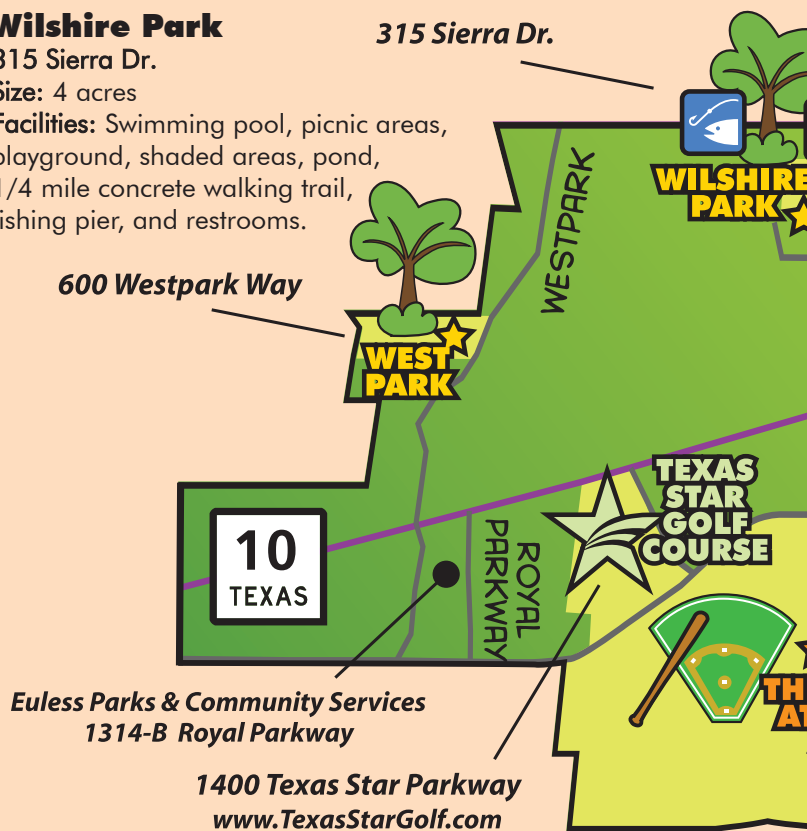 Wilshire Park
315 Sierra Dr.
Size: 4 acres
Facilities: Swimming pool, picnic areas,
playground, shaded areas, pond,
1/4 mile concrete walking trail,
fishing pier, and restrooms.
315 Sierra Dr.
WILSHIRE
PARK
WESTPARK
600 Westpark Way
WEST
PARK
TEXAS
STAR
GOLF
COURSE
10
TEXAS
ROYAL
PARKWAY
Euless Parks & Community Services
1314-B Royal Parkway
1400 Texas Star Parkway
www.TexasStarGolf.com